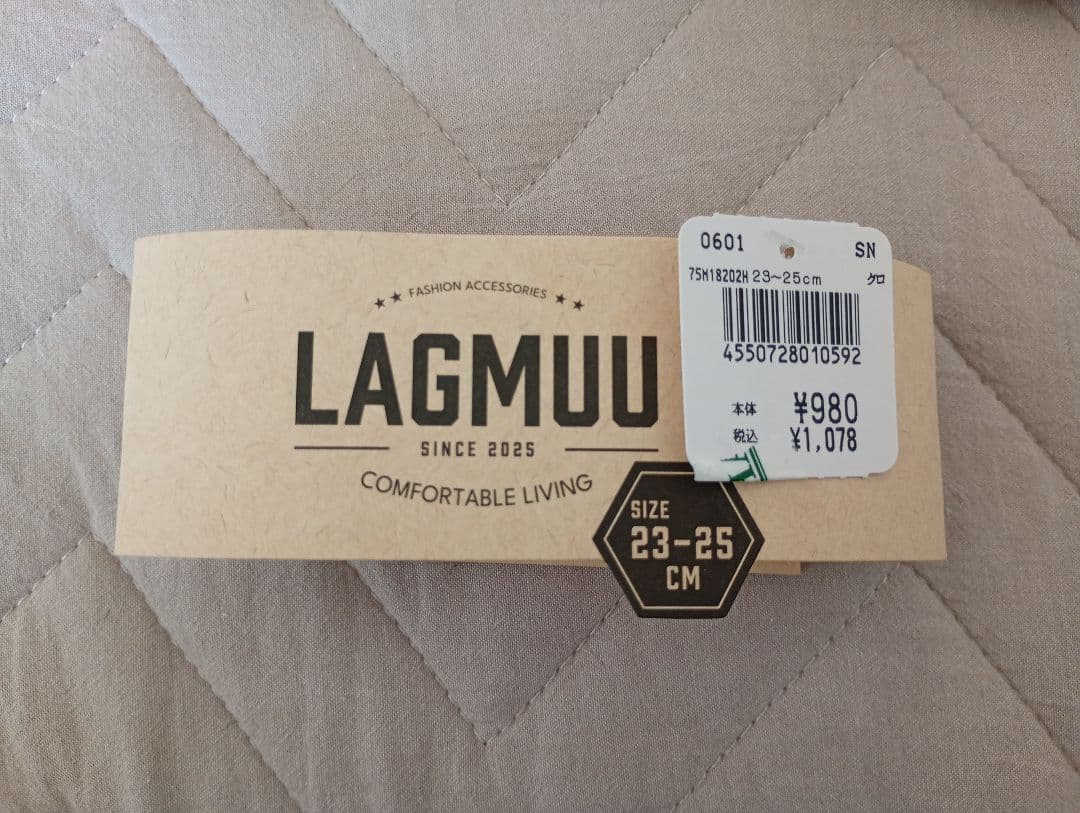 ★★ FASHION ACCESSORIES ★★
LAGMUU
SINCE 2025
COMFORTABLE LIVING
SIZE
23-25
CM
0601 SN
75M18202M 23~25cm クロ
4550728010592
本体 ¥980
税込 ¥1,078